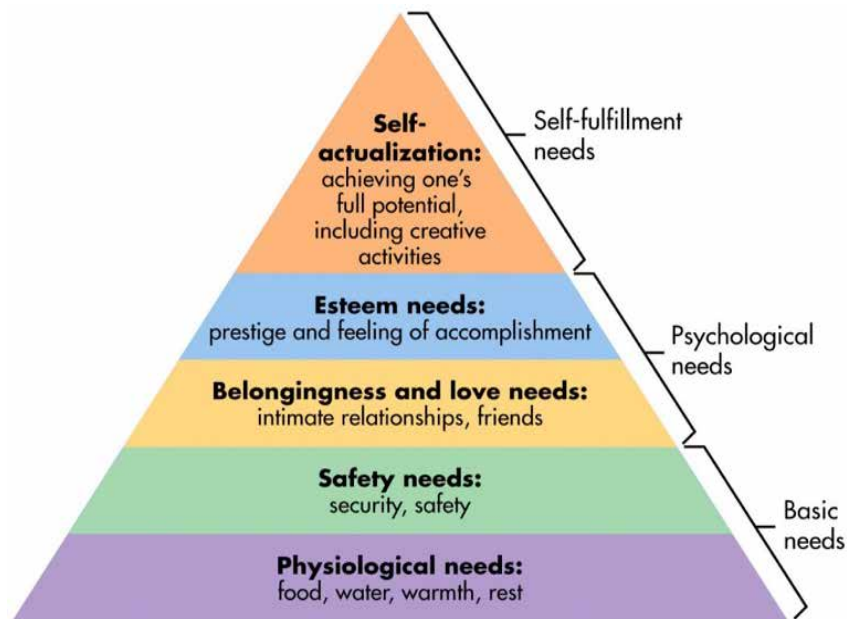 Self-
actualization:
achieving one's
full potential,
including creative
activities
Esteem needs:
prestige and feeling of accomplishment
Belongingness and love needs:
intimate relationships, friends
Safety needs:
security, safety
Physiological needs:
food, water, warmth, rest
Self-fulfillment
needs
Psychological
needs
Basic
needs